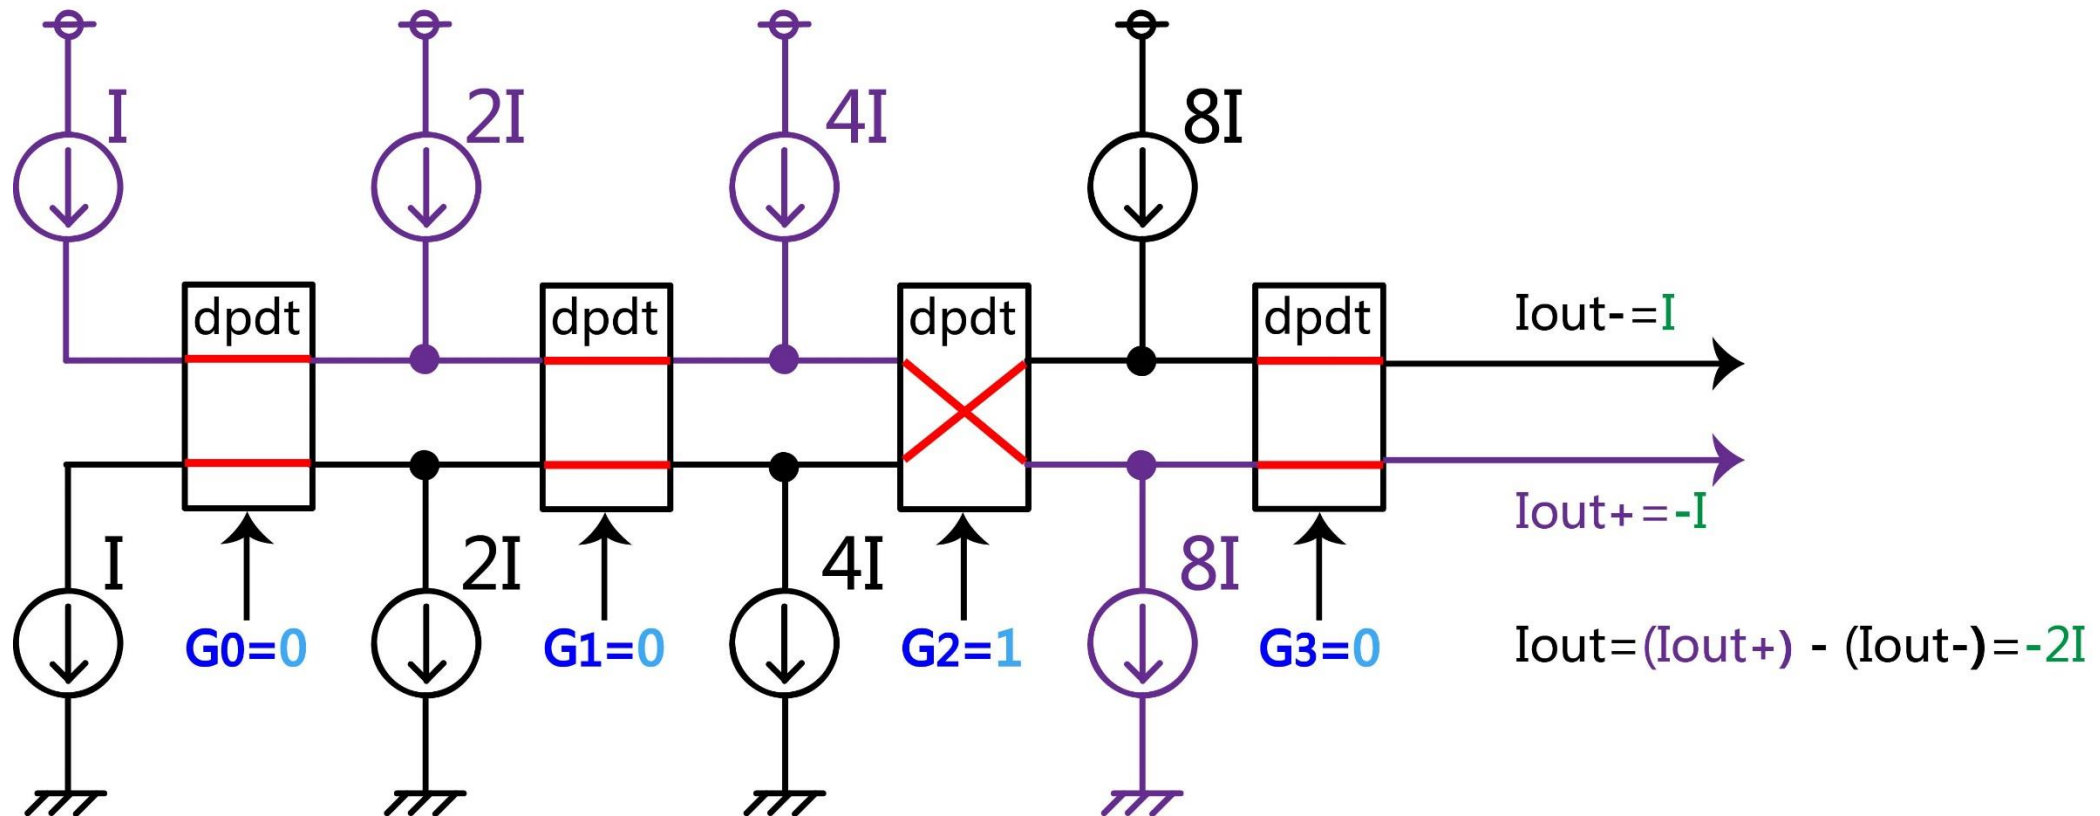 I 2I 4I 8I
dpdt dpdt dpdt dpdt
Iout-=I
Iout+=-I
I 2I 4I 8I
G0=0 G1=0 G2=1 G3=0
Iout=(Iout+) - (Iout-)=-2I